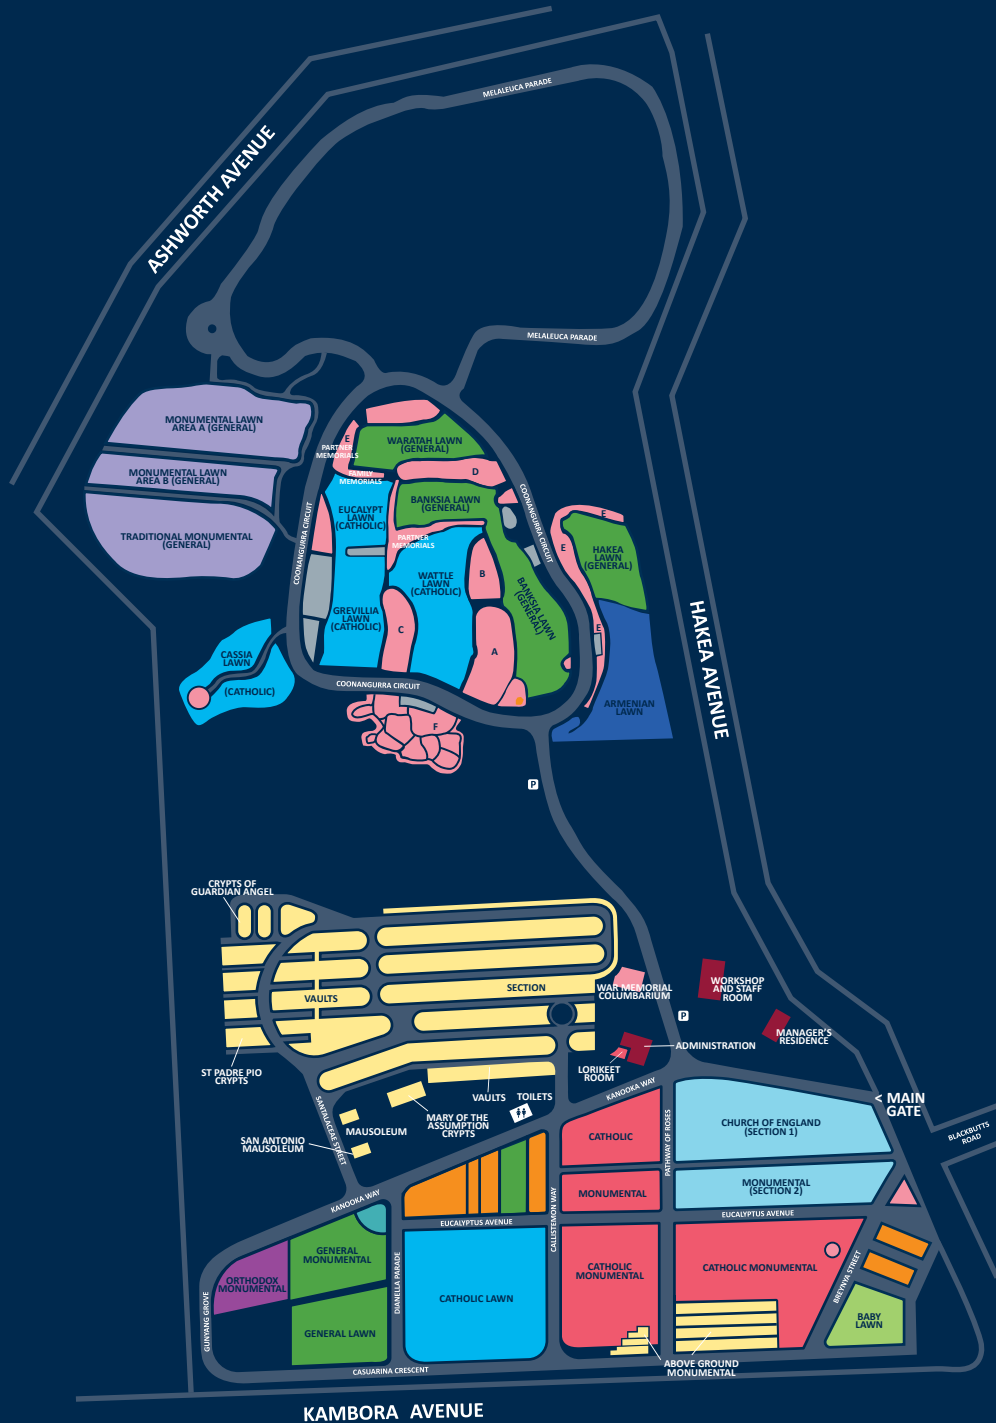 MELALEUCA PARADE
ASHWORTH AVENUE
MELALEUCA PARADE
MONUMENTAL LAWN
AREA A (GENERAL)
E
PARTNER
MEMORIALS
WARATAH LAWN
(GENERAL)
MONUMENTAL LAWN
AREA B (GENERAL)
FAMILY
MEMORIALS
D
BANKSIA LAWN
(GENERAL)
COONANGURRA CIRCUIT
EUCALYPT
LAWN
(CATHOLIC)
E
TRADITIONAL MONUMENTAL
(GENERAL)
COONANGURRA CIRCUIT
PARTNER
MEMORIALS
E
HAKEA
LAWN
(GENERAL)
WATTLE
LAWN
(CATHOLIC)
B
BANKSIA LAWN
(GENERAL)
GREVILLIA
LAWN
(CATHOLIC)
C
E
A
CASSIA
LAWN
(CATHOLIC)
COONANGURRA CIRCUIT
HAKEA AVENUE
ARMENIAN
LAWN
F
P
CRYPTS OF
GUARDIAN ANGEL
VAULTS
SECTION
WAR MEMORIAL
COLUMBARIUM
WORKSHOP
AND STAFF
ROOM
P
MANAGER'S
RESIDENCE
ADMINISTRATION
LORIKEET
ROOM
ST PADRE PIO
CRYPTS
KANOOKA WAY
VAULTS
TOILETS
< MAIN
GATE
SANTALACEAE STREET
MARY OF THE
ASSUMPTION
CRYPTS
MAUSOLEUM
SAN ANTONIO
MAUSOLEUM
CATHOLIC
PATHWAY OF ROSES
CHURCH OF ENGLAND
(SECTION 1)
BLACKBUTTS
ROAD
KANOOKA WAY
MONUMENTAL
MONUMENTAL
(SECTION 2)
EUCALYPTUS AVENUE
CALLISTEMON WAY
EUCALYPTUS AVENUE
GENERAL
MONUMENTAL
ORTHODOX
MONUMENTAL
DIANELLA PARADE
CATHOLIC LAWN
CATHOLIC
MONUMENTAL
CATHOLIC MONUMENTAL
BREYNYA STREET
GUNYANG GROVE
GENERAL LAWN
BABY
LAWN
ABOVE GROUND
MONUMENTAL
CASUARINA CRESCENT
KAMBORA AVENUE